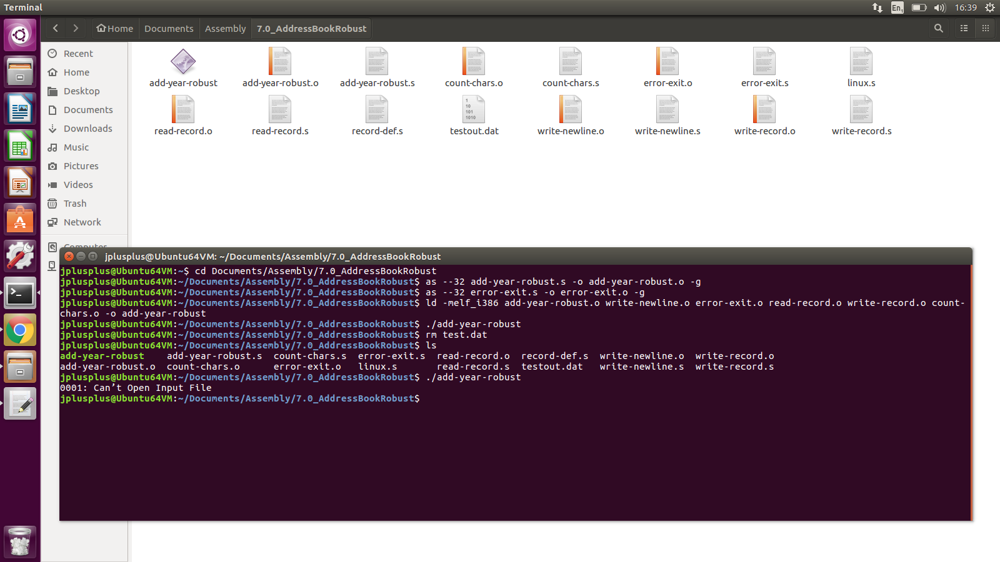 Terminal
En1
16:39
Home Documents Assembly 7.0_AddressBookRobust
Recent
Home
Desktop
Documents
Downloads
Music
Pictures
Videos
Trash
Network
Computer
add-year-robust add-year-robust.o add-year-robust.s count-chars.o count-chars.s error-exit.o error-exit.s linux.s
1
10
101
1010
read-record.o read-record.s record-def.s testout.dat write-newline.o write-newline.s write-record.o write-record.s
jplusplus@Ubuntu64VM: ~/Documents/Assembly/7.0_AddressBookRobust
jplusplus@Ubuntu64VM:~$ cd Documents/Assembly/7.0_AddressBookRobust
jplusplus@Ubuntu64VM:~/Documents/Assembly/7.0_AddressBookRobust$ as --32 add-year-robust.s -o add-year-robust.o -g
jplusplus@Ubuntu64VM:~/Documents/Assembly/7.0_AddressBookRobust$ as --32 error-exit.s -o error-exit.o -g
jplusplus@Ubuntu64VM:~/Documents/Assembly/7.0_AddressBookRobust$ ld -melf_i386 add-year-robust.o write-newline.o error-exit.o read-record.o write-record.o count-
chars.o -o add-year-robust
jplusplus@Ubuntu64VM:~/Documents/Assembly/7.0_AddressBookRobust$ ./add-year-robust
jplusplus@Ubuntu64VM:~/Documents/Assembly/7.0_AddressBookRobust$ rm test.dat
jplusplus@Ubuntu64VM:~/Documents/Assembly/7.0_AddressBookRobust$ ls
add-year-robust add-year-robust.s count-chars.s error-exit.s read-record.o record-def.s write-newline.o write-record.o
add-year-robust.o count-chars.o error-exit.o linux.s read-record.s testout.dat write-newline.s write-record.s
jplusplus@Ubuntu64VM:~/Documents/Assembly/7.0_AddressBookRobust$ ./add-year-robust
0001: Can’t Open Input File
jplusplus@Ubuntu64VM:~/Documents/Assembly/7.0_AddressBookRobust$